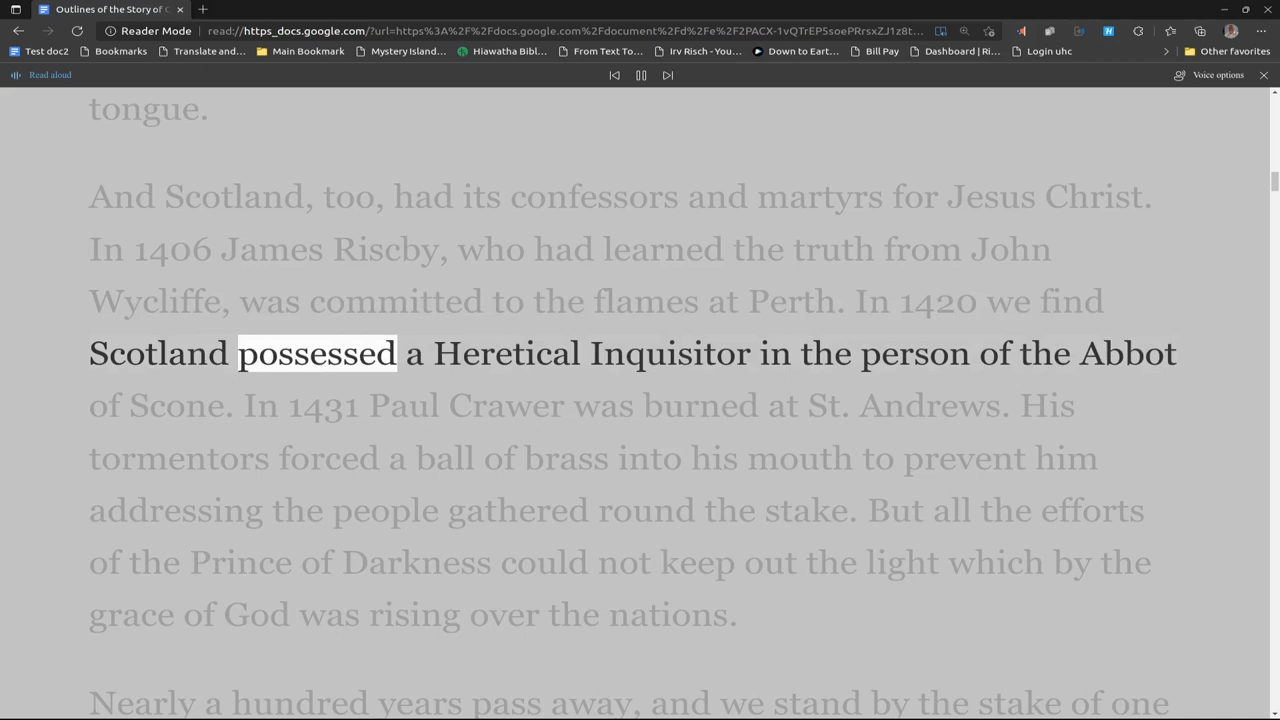 Outlines of the Story of C
Reader Mode
read://https_docs.google.com/?url=https%3A%2F%2Fdocs.google.com%2Fdocument%2Fd%2Fe%2F2PACX-1vQTrEP5ssoePRrsxZJ1z8t...
Test doc2 Bookmarks Translate and... Main Bookmark Mystery Island... Hiawatha Bibl... From Text To... Irv Risch - You... Down to Ear... Bill Pay Dashboard | Ri... Login uhc Other favorites
Read aloud Voice options
tongue.
And Scotland, too, had its confessors and martyrs for Jesus Christ.
In 1406 James Riscby, who had learned the truth from John
Wycliffe, was committed to the flames at Perth. In 1420 we find
Scotland possessed a Heretical Inquisitor in the person of the Abbot
of Scone. In 1431 Paul Crawer was burned at St. Andrews. His
tormentors forced a ball of brass into his mouth to prevent him
addressing the people gathered round the stake. But all the efforts
of the Prince of Darkness could not keep out the light which by the
grace of God was rising over the nations.
Nearly a hundred years pass away, and we stand by the stake of one